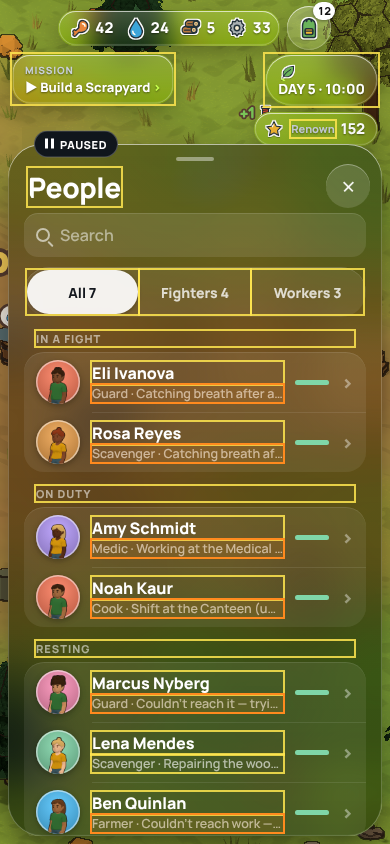 42 24 5 33 12
MISSION
▶ Build a Scrapyard ›
DAY 5 · 10:00
+1
Renown 152
PAUSED
People
Search
All 7 Fighters 4 Workers 3
IN A FIGHT
Eli Ivanova
Guard · Catching breath after a…
Rosa Reyes
Scavenger · Catching breath af…
ON DUTY
Amy Schmidt
Medic · Working at the Medical …
Noah Kaur
Cook · Shift at the Canteen (u…
RESTING
Marcus Nyberg
Guard · Couldn't reach it — tryi…
Lena Mendes
Scavenger · Repairing the woo…
Ben Quinlan
Farmer · Couldn't reach work —…